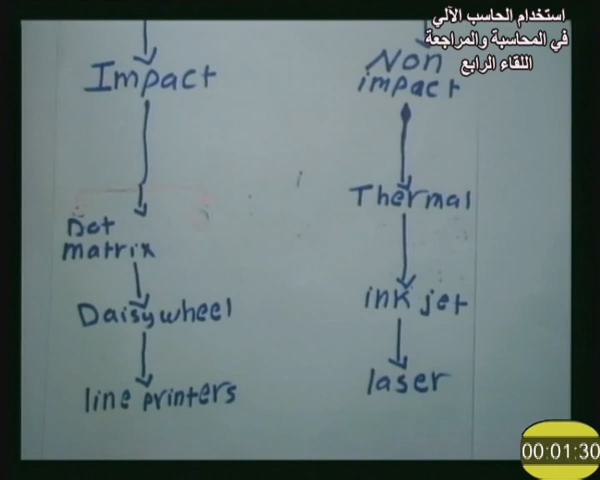 استخدام الحاسب الآلي
في المحاسبة والمراجعة
اللقاء الرابع
Impact
Non
impact
Dot
matrix
Thermal
Daisywheel
ink jet
line printers
laser
00:01:30